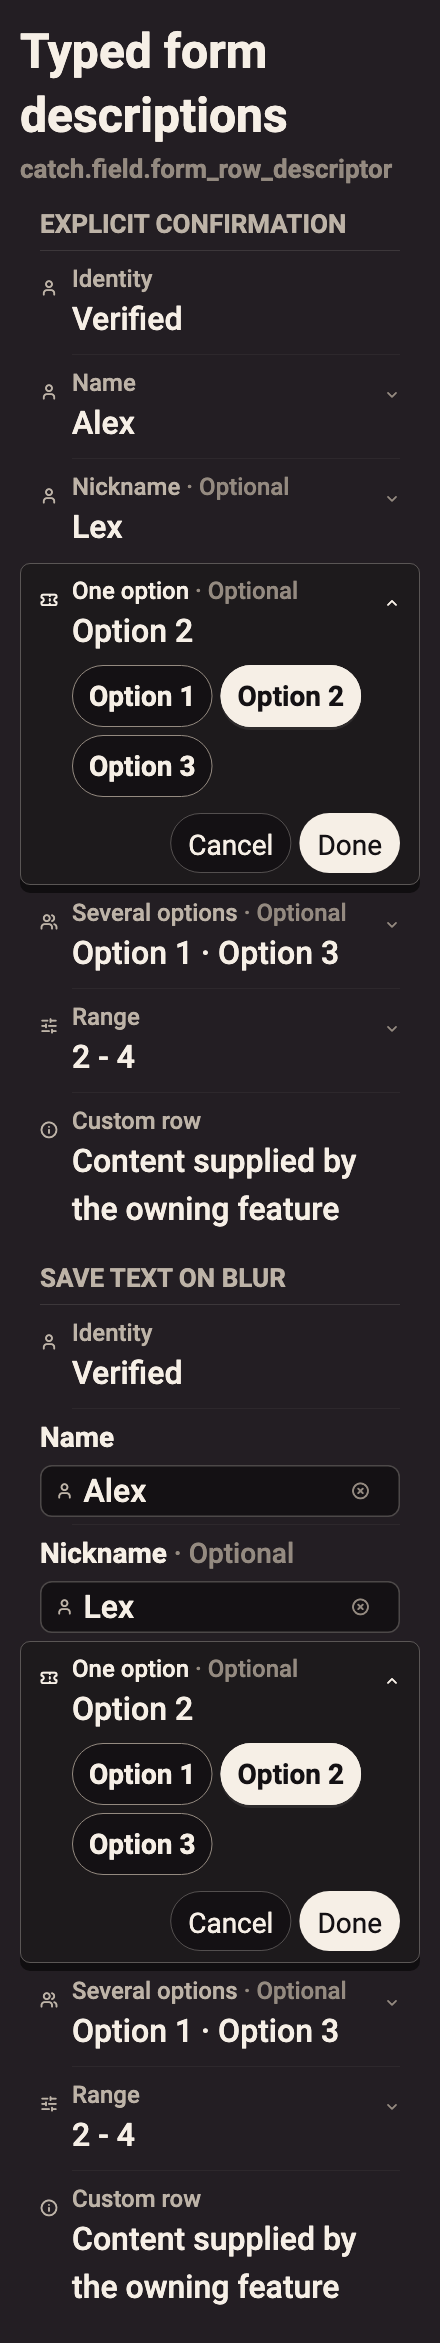 Typed form
descriptions
catch.field.form_row_descriptor
EXPLICIT CONFIRMATION
Identity
Verified
Name
Alex
Nickname · Optional
Lex
One option · Optional
Option 2
Option 1
Option 2
Option 3
Cancel
Done
Several options · Optional
Option 1 · Option 3
Range
2 - 4
Custom row
Content supplied by
the owning feature
SAVE TEXT ON BLUR
Identity
Verified
Name
Alex
Nickname · Optional
Lex
One option · Optional
Option 2
Option 1
Option 2
Option 3
Cancel
Done
Several options · Optional
Option 1 · Option 3
Range
2 - 4
Custom row
Content supplied by
the owning feature